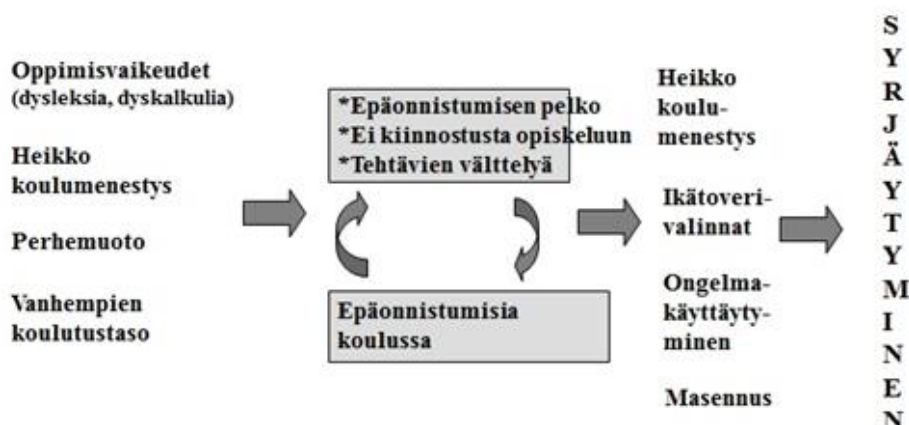 Oppimisvaikeudet
(dysleksia, dyskalkulia)
Heikko
koulumenestys
Perhemuoto
Vanhempien
koulutustaso
*Epäonnistumisen pelko
*Ei kiinnostusta opiskeluun
*Tehtävien välttelyä
Epäonnistumisia
koulussa
Heikko
koulu-
menestys
Ikätoveri-
valinnat
Ongelma-
käyttäyty-
minen
Masennus
S
Y
R
J
Ä
Y
T
Y
M
I
N
E
N